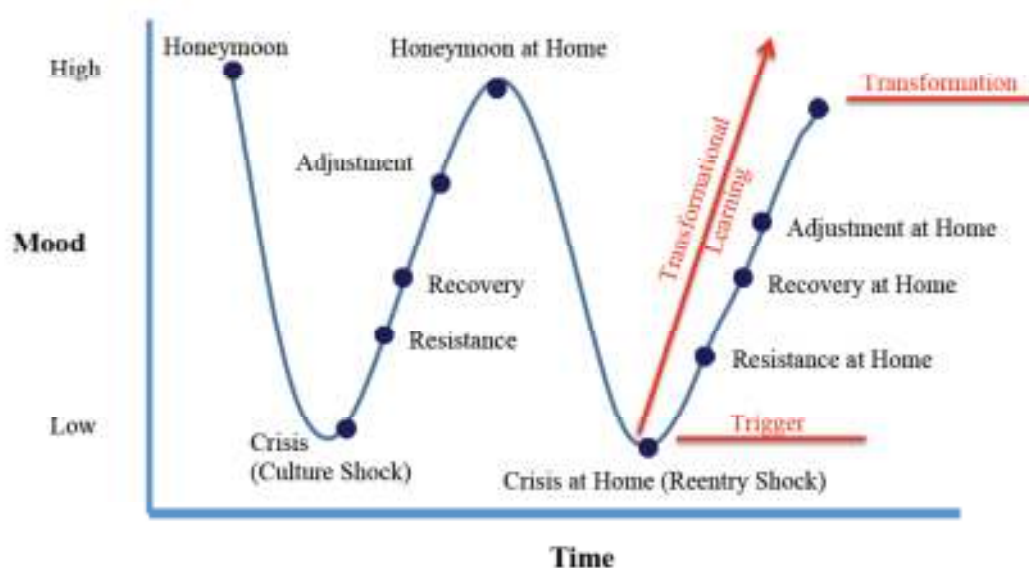 Honeymoon
Honeymoon at Home
High
Transformation
Adjustment
Transformational
Learning
Mood
Adjustment at Home
Recovery
Recovery at Home
Resistance
Resistance at Home
Low
Trigger
Crisis
(Culture Shock)
Crisis at Home (Reentry Shock)
Time